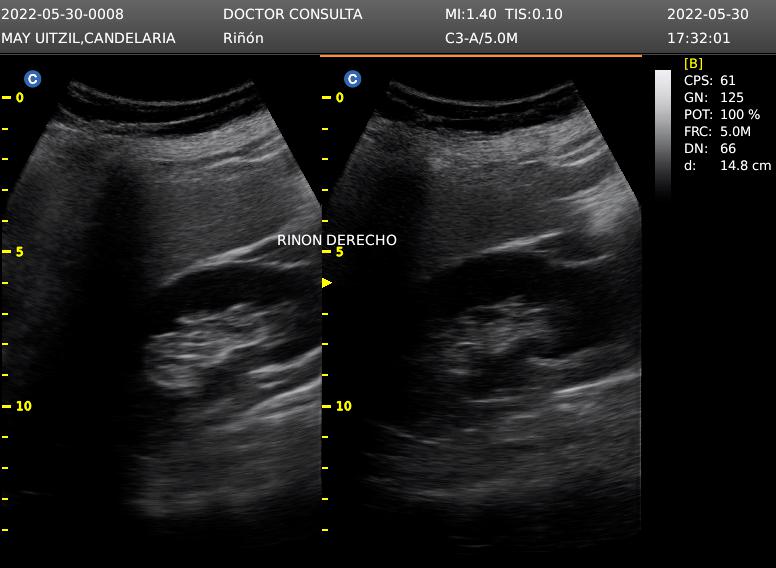 2022-05-30-0008 DOCTOR CONSULTA MI:1.40 TIS:0.10 2022-05-30
MAY UITZIL,CANDELARIA Riñón C3-A/5.0M 17:32:01
[B]
CPS: 61
GN: 125
POT: 100 %
FRC: 5.0M
DN: 66
d: 14.8 cm
C C
0 0
RINON DERECHO
5 5
10 10